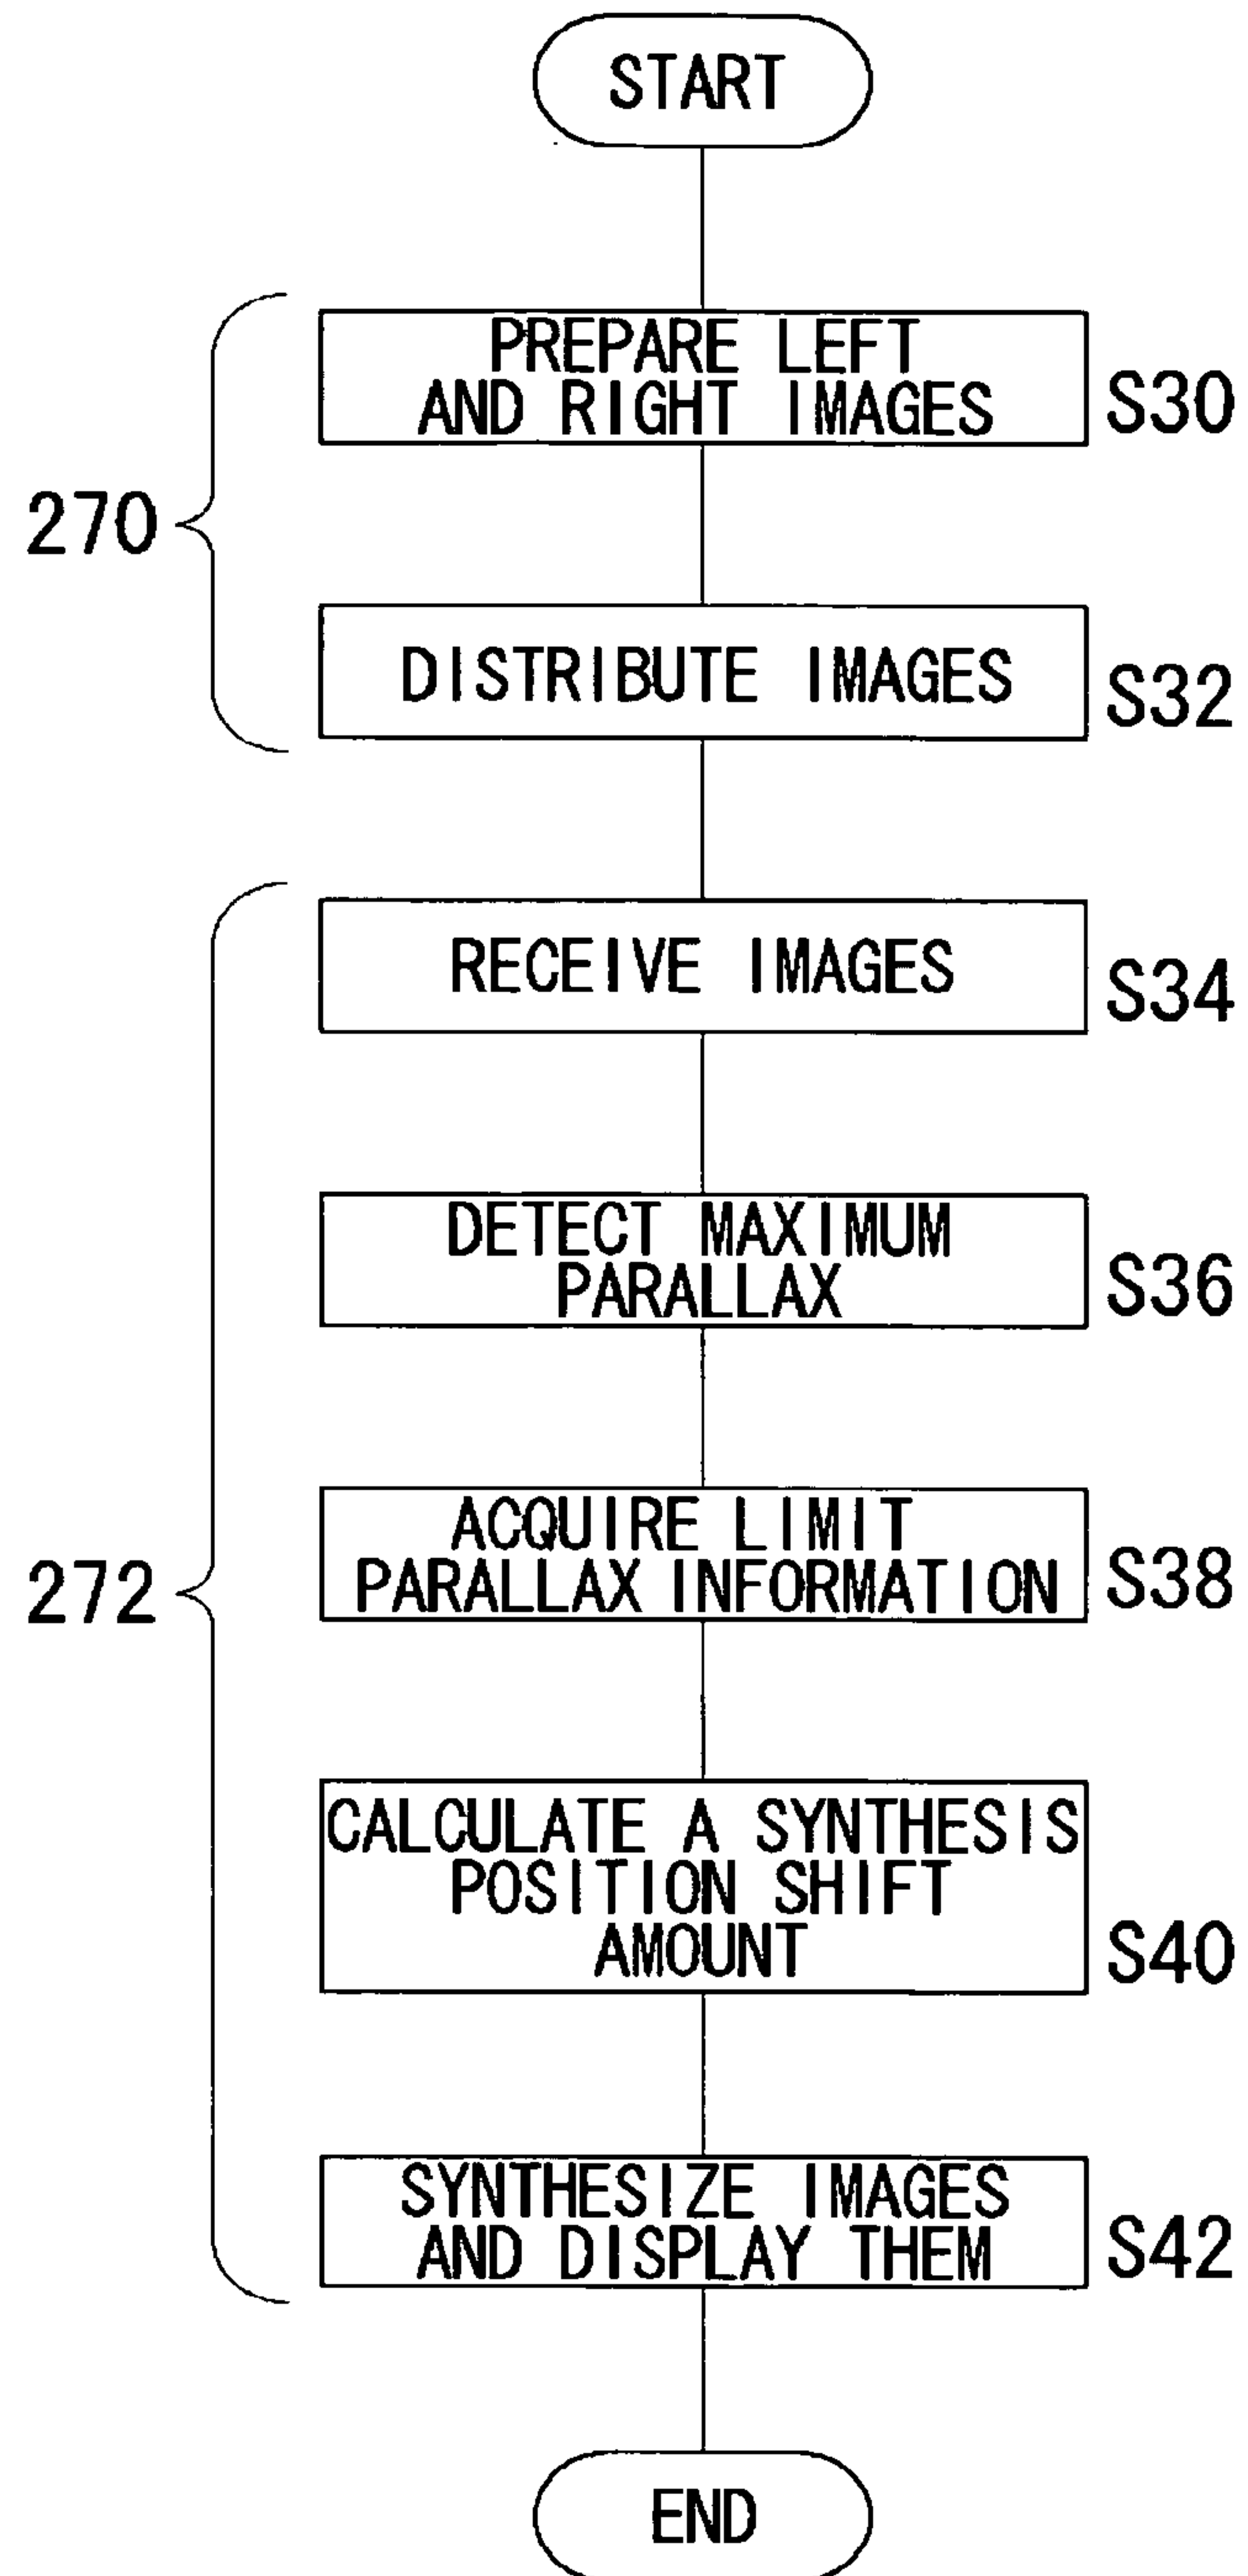 START
PREPARE LEFT
AND RIGHT IMAGES
S30
270
DISTRIBUTE IMAGES
S32
RECEIVE IMAGES
S34
DETECT MAXIMUM
PARALLAX
S36
ACQUIRE LIMIT
PARALLAX INFORMATION
S38
272
CALCULATE A SYNTHESIS
POSITION SHIFT
AMOUNT
S40
SYNTHESIZE IMAGES
AND DISPLAY THEM
S42
END